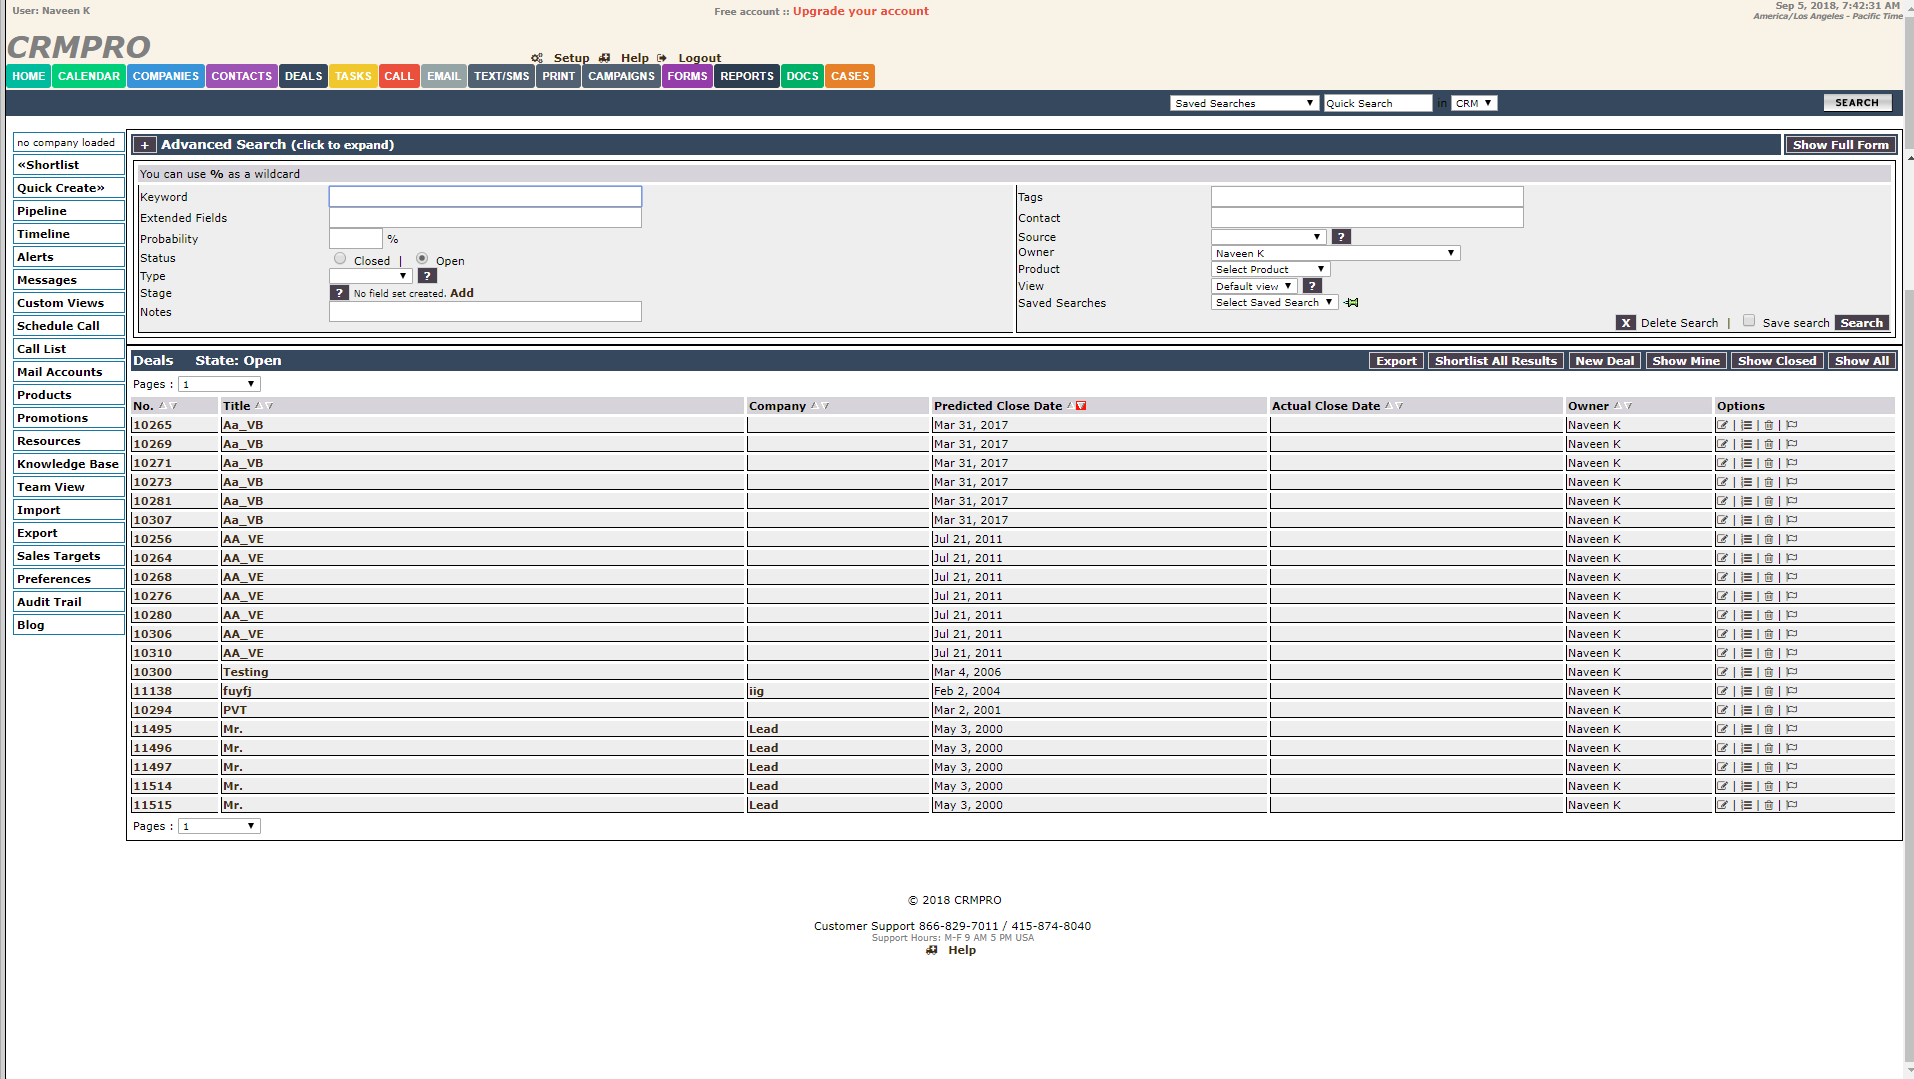 User: Naveen K
Free account :: Upgrade your account
Sep 5, 2018, 7:42:31 AM
America/Los Angeles - Pacific Time
CRMPRO
Setup Help Logout
HOME CALENDAR COMPANIES CONTACTS DEALS TASKS CALL EMAIL TEXT/SMS PRINT CAMPAIGNS FORMS REPORTS DOCS CASES
Saved Searches Quick Search in CRM SEARCH
no company loaded
«Shortlist
Quick Create»
Pipeline
Timeline
Alerts
Messages
Custom Views
Schedule Call
Call List
Mail Accounts
Products
Promotions
Resources
Knowledge Base
Team View
Import
Export
Sales Targets
Preferences
Audit Trail
Blog
+ Advanced Search (click to expand) Show Full Form
You can use % as a wildcard
Keyword
Extended Fields
Probability %
Status Closed | Open
Type ?
Stage ? No field set created. Add
Notes
Tags
Contact
Source ?
Owner Naveen K
Product Select Product
View Default view ?
Saved Searches Select Saved Search
X Delete Search | Save search Search
Deals State: Open Export Shortlist All Results New Deal Show Mine Show Closed Show All
Pages : 1
No. Title Company Predicted Close Date Actual Close Date Owner Options
10265 Aa_VB Mar 31, 2017 Naveen K | | |
10269 Aa_VB Mar 31, 2017 Naveen K | | |
10271 Aa_VB Mar 31, 2017 Naveen K | | |
10273 Aa_VB Mar 31, 2017 Naveen K | | |
10281 Aa_VB Mar 31, 2017 Naveen K | | |
10307 Aa_VB Mar 31, 2017 Naveen K | | |
10256 AA_VE Jul 21, 2011 Naveen K | | |
10264 AA_VE Jul 21, 2011 Naveen K | | |
10268 AA_VE Jul 21, 2011 Naveen K | | |
10276 AA_VE Jul 21, 2011 Naveen K | | |
10280 AA_VE Jul 21, 2011 Naveen K | | |
10306 AA_VE Jul 21, 2011 Naveen K | | |
10310 AA_VE Jul 21, 2011 Naveen K | | |
10300 Testing Mar 4, 2006 Naveen K | | |
11138 fuyfj iig Feb 2, 2004 Naveen K | | |
10294 PVT Mar 2, 2001 Naveen K | | |
11495 Mr. Lead May 3, 2000 Naveen K | | |
11496 Mr. Lead May 3, 2000 Naveen K | | |
11497 Mr. Lead May 3, 2000 Naveen K | | |
11514 Mr. Lead May 3, 2000 Naveen K | | |
11515 Mr. Lead May 3, 2000 Naveen K | | |
Pages : 1
© 2018 CRMPRO
Customer Support 866-829-7011 / 415-874-8040
Support Hours: M-F 9 AM 5 PM USA
Help